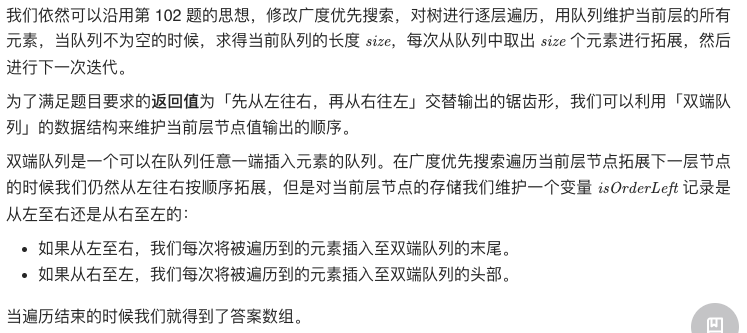 我们依然可以沿用第 102 题的思想，修改广度优先搜索，对树进行逐层遍历，用队列维护当前层的所有
元素，当队列不为空的时候，求得当前队列的长度 size，每次从队列中取出 size 个元素进行拓展，然后
进行下一次迭代。
为了满足题目要求的返回值为「先从左往右，再从右往左」交替输出的锯齿形，我们可以利用「双端队
列」的数据结构来维护当前层节点值输出的顺序。
双端队列是一个可以在队列任意一端插入元素的队列。在广度优先搜索遍历当前层节点拓展下一层节点
的时候我们仍然从左往右按顺序拓展，但是对当前层节点的存储我们维护一个变量 isOrderLeft 记录是
从左至右还是从右至左的：
• 如果从左至右，我们每次将被遍历到的元素插入至双端队列的末尾。
• 如果从右至左，我们每次将被遍历到的元素插入至双端队列的头部。
当遍历结束的时候我们就得到了答案数组。